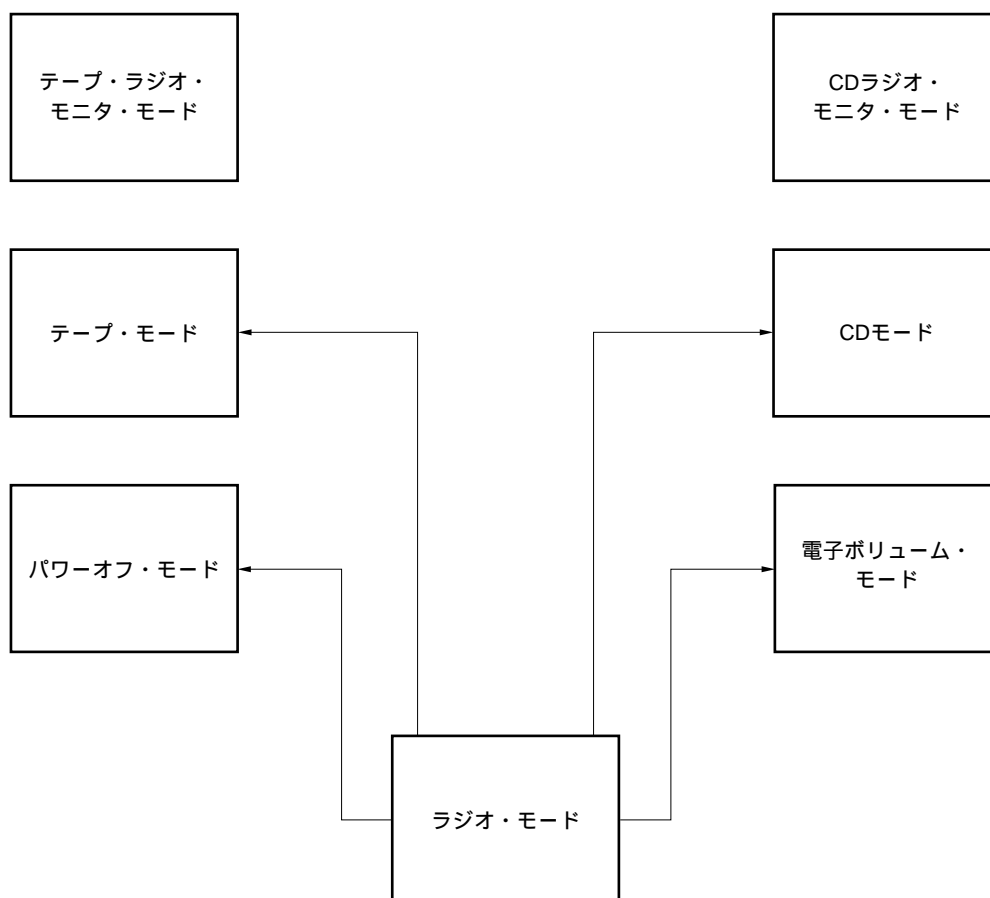 テープ・ラジオ・
モニタ・モード
CDラジオ・
モニタ・モード
テープ・モード
CDモード
パワーオフ・モード
電子ボリューム・
モード
ラジオ・モード